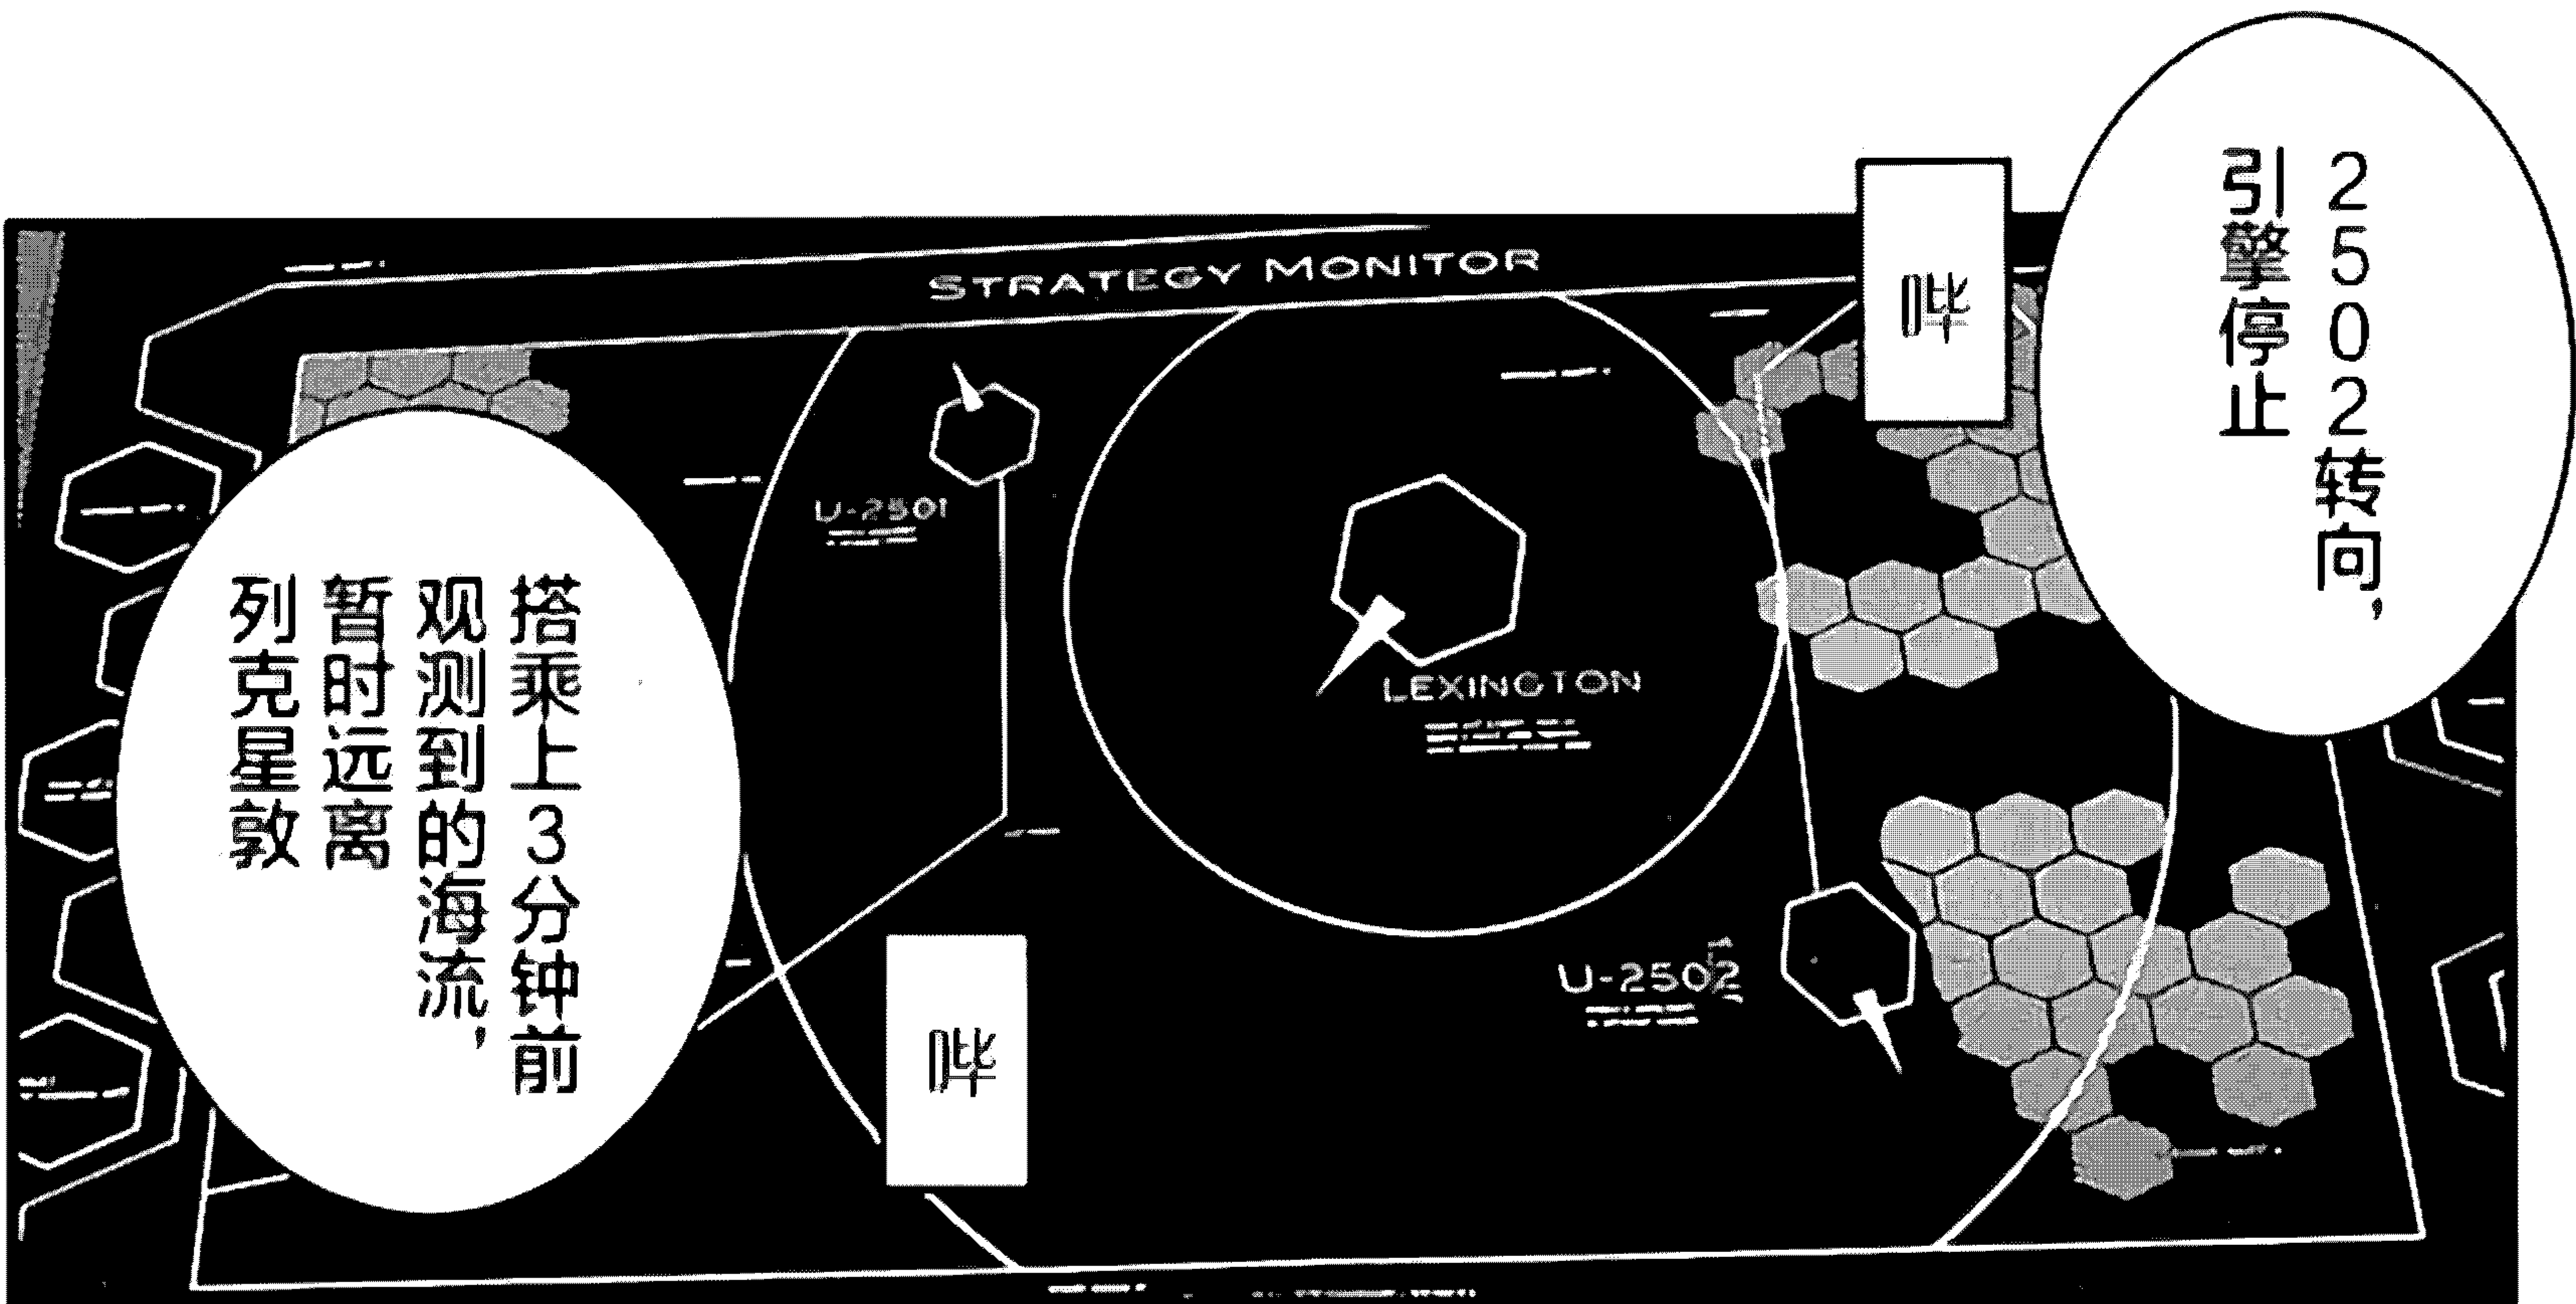 2502转向，
引擎停止
哔
STRATEGY MONITOR
LEXINGTON
U-2502
U-2501
哔
搭乘上3分钟前
观测到的海流，
暂时远离
列克星敦